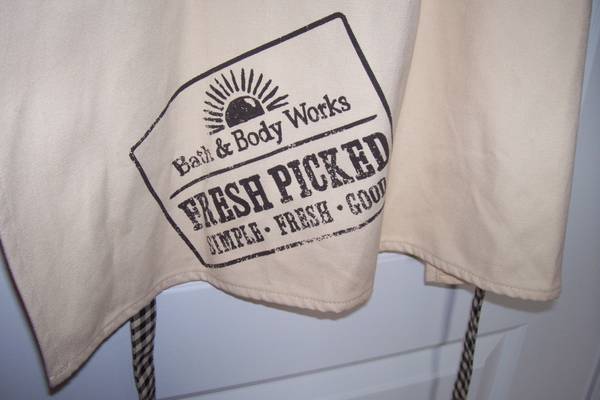 Bath & Body Works
FRESH PICKED
SIMPLE · FRESH · GOOD